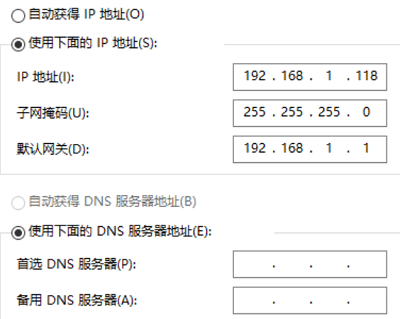 自动获得 IP 地址(O)
使用下面的 IP 地址(S):
IP 地址(I): 192 . 168 . 1 . 118
子网掩码(U): 255 . 255 . 255 . 0
默认网关(D): 192 . 168 . 1 . 1
自动获得 DNS 服务器地址(B)
使用下面的 DNS 服务器地址(E):
首选 DNS 服务器(P): . . .
备用 DNS 服务器(A): . . .